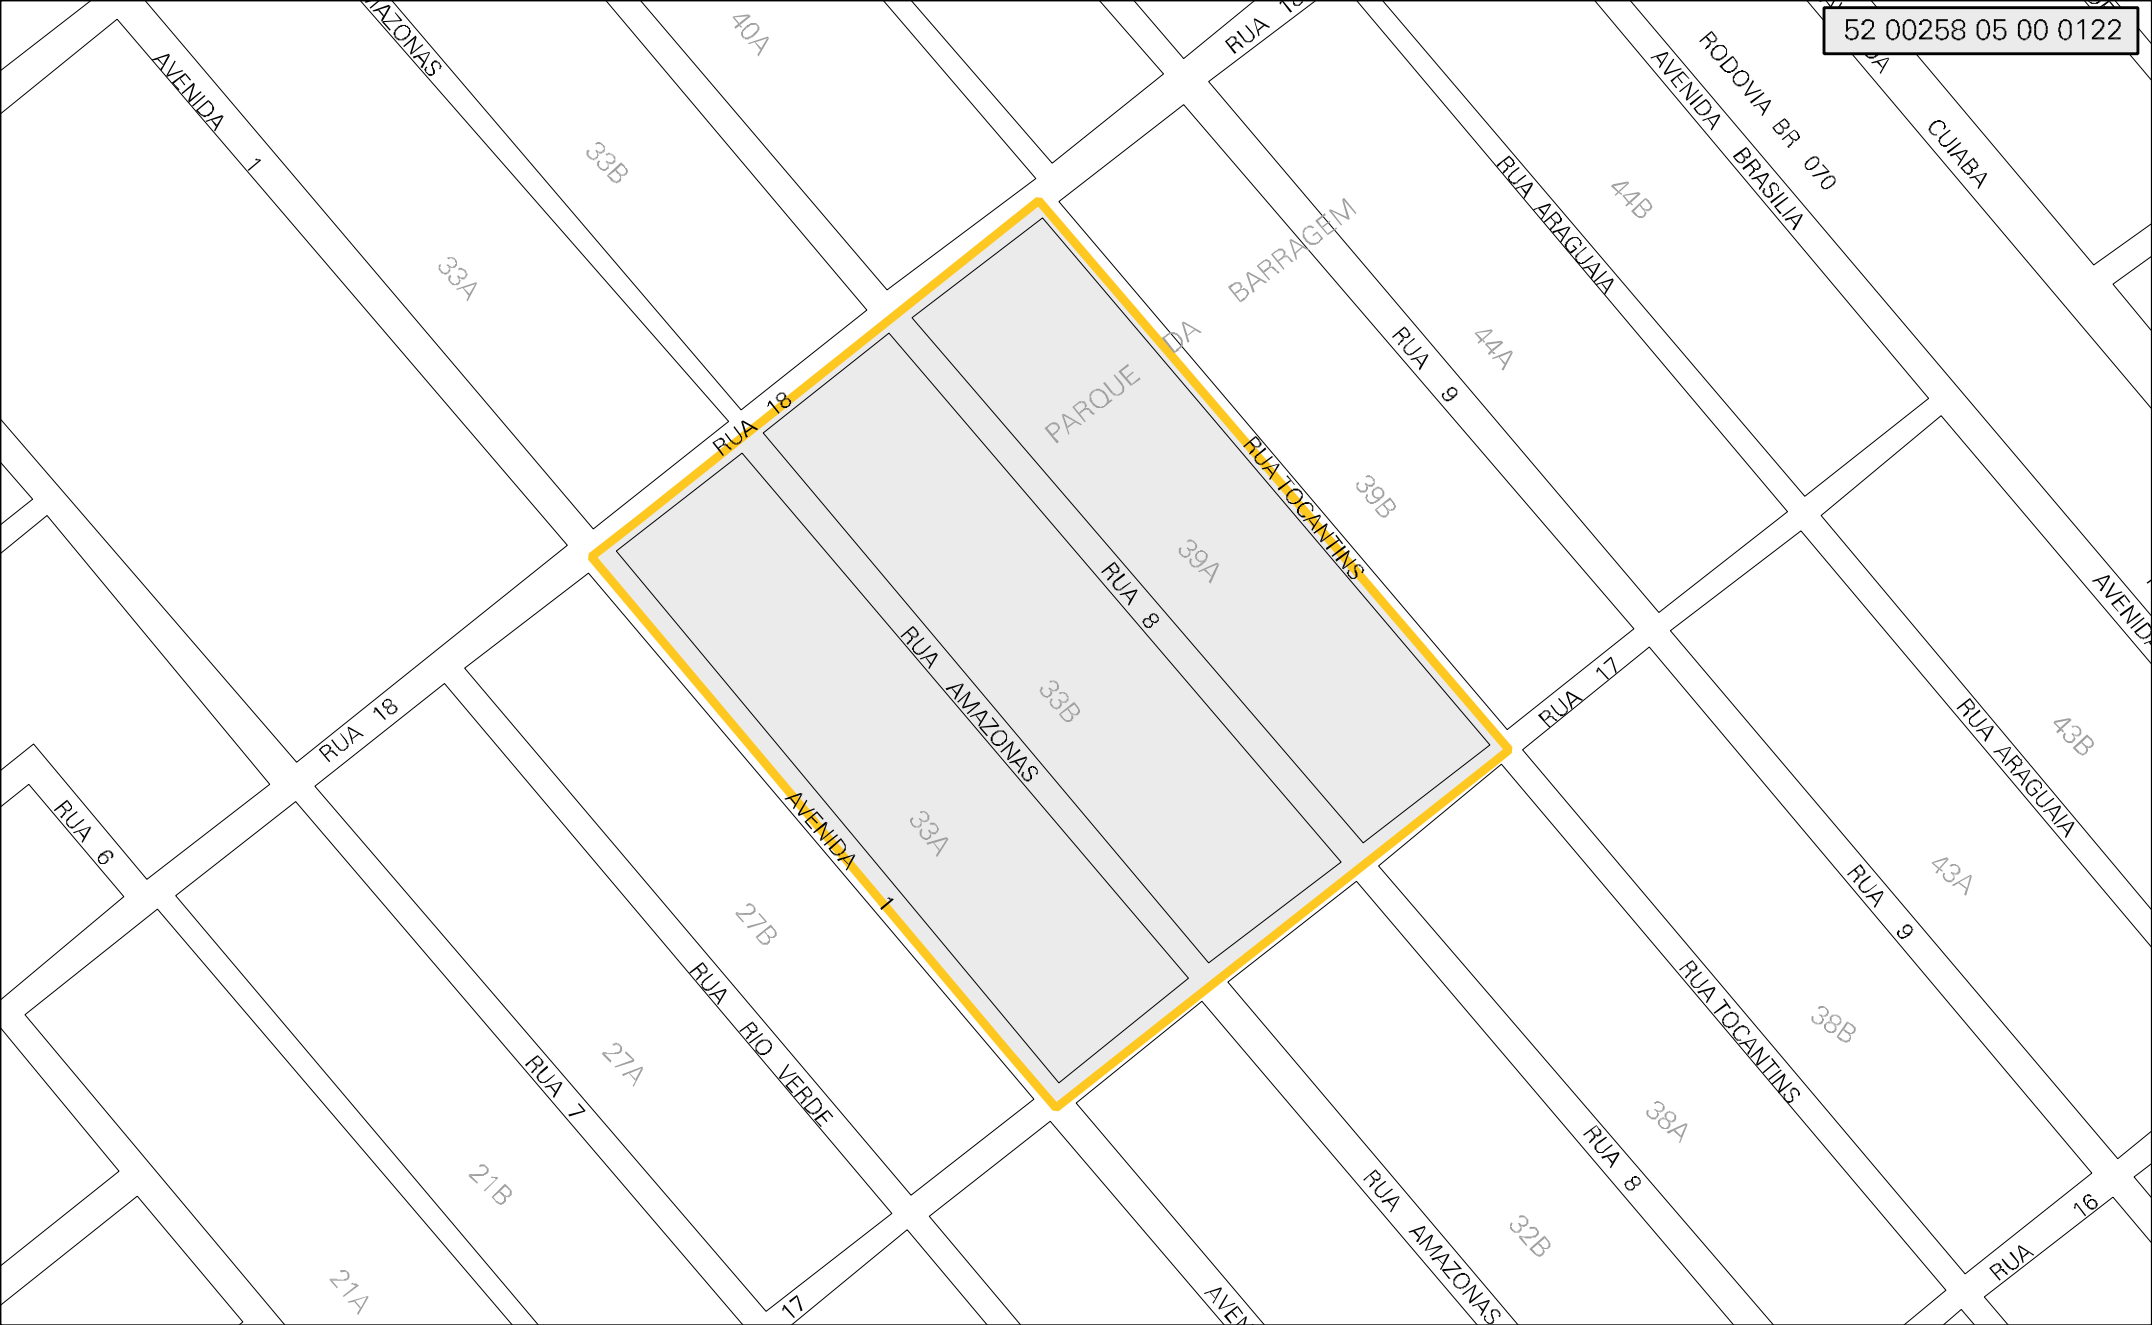 52 00258 05 00 0122
40A
RUA
RODOVIA BR 070
AVENIDA BRASILIA
CUIABA
AVENIDA 1
33B
RUA ARAGUAIA
44B
33A
BARRAGEM
DA
PARQUE
44A
RUA 9
RUA 18
RUA TOCANTINS
39B
39A
RUA 8
AVENIDA
RUA AMAZONAS
33B
RUA 17
RUA 18
43B
RUA ARAGUAIA
RUA 6
AVENIDA 1
33A
43A
RUA 9
27B
RUA RIO VERDE
RUA TOCANTINS
38B
27A
RUA 7
38A
RUA 8
21B
RUA AMAZONAS
32B
RUA 16
21A
17